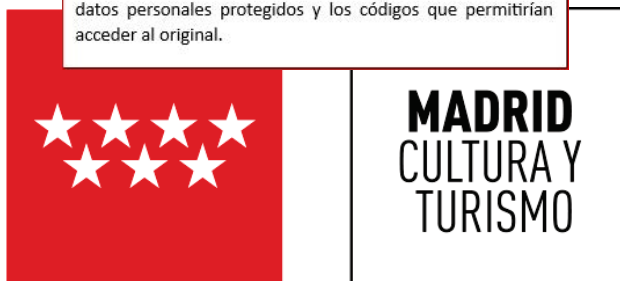 datos personales protegidos y los códigos que permitirían
acceder al original.
MADRID
CULTURA Y
TURISMO